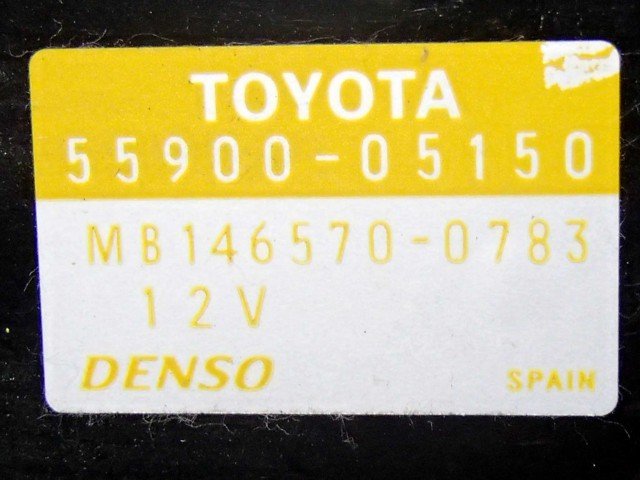 TOYOTA
55900-05150
MB146570-0783
12V
DENSO
SPAIN